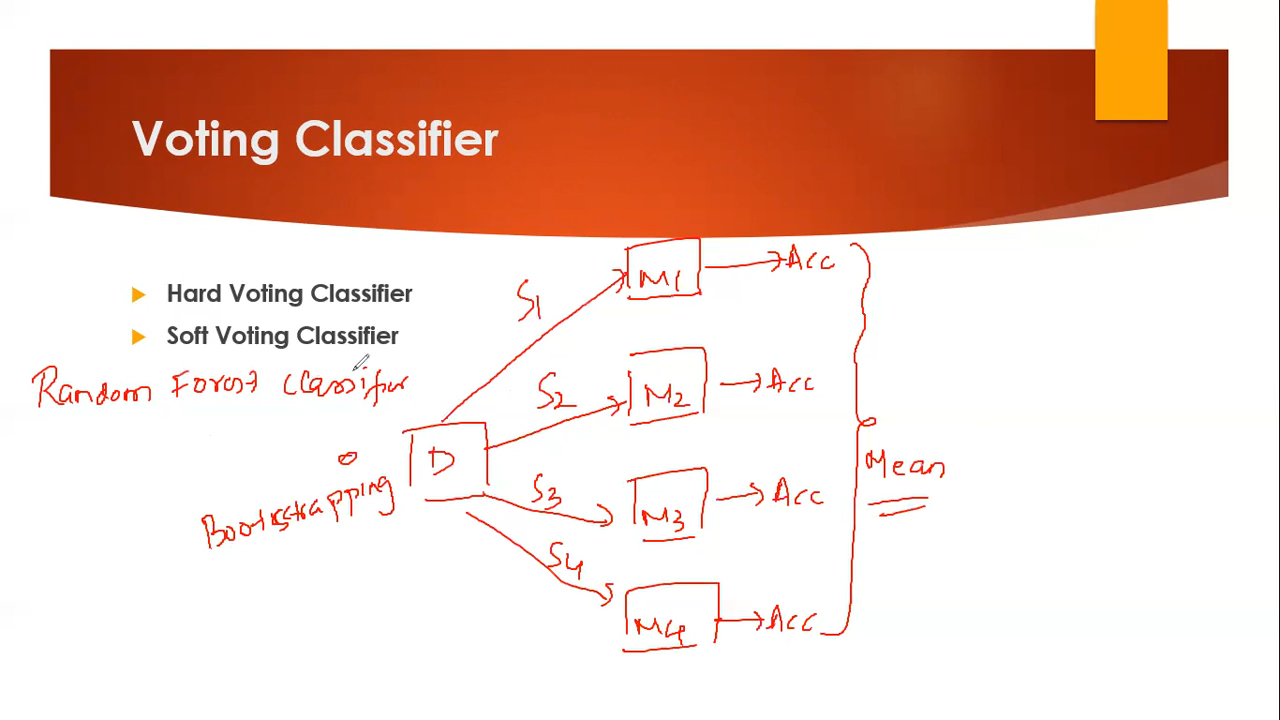 Voting Classifier
Hard Voting Classifier
Soft Voting Classifier
Random Forest Classifier
Bootstrapping
D
S1
M1
Acc
S2
M2
Acc
S3
M3
Acc
S4
M4
Acc
Mean